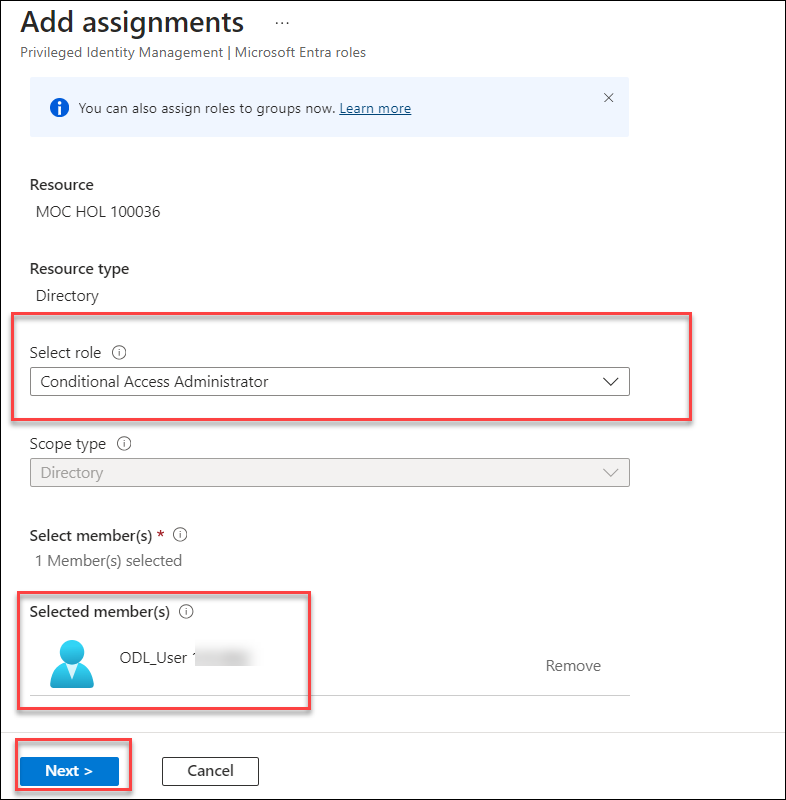 Add assignments ...
Privileged Identity Management | Microsoft Entra roles
You can also assign roles to groups now. Learn more
Resource
MOC HOL 100036
Resource type
Directory
Select role
Conditional Access Administrator
Scope type
Directory
Select member(s) *
1 Member(s) selected
Selected member(s)
ODL_User
Remove
Next >
Cancel